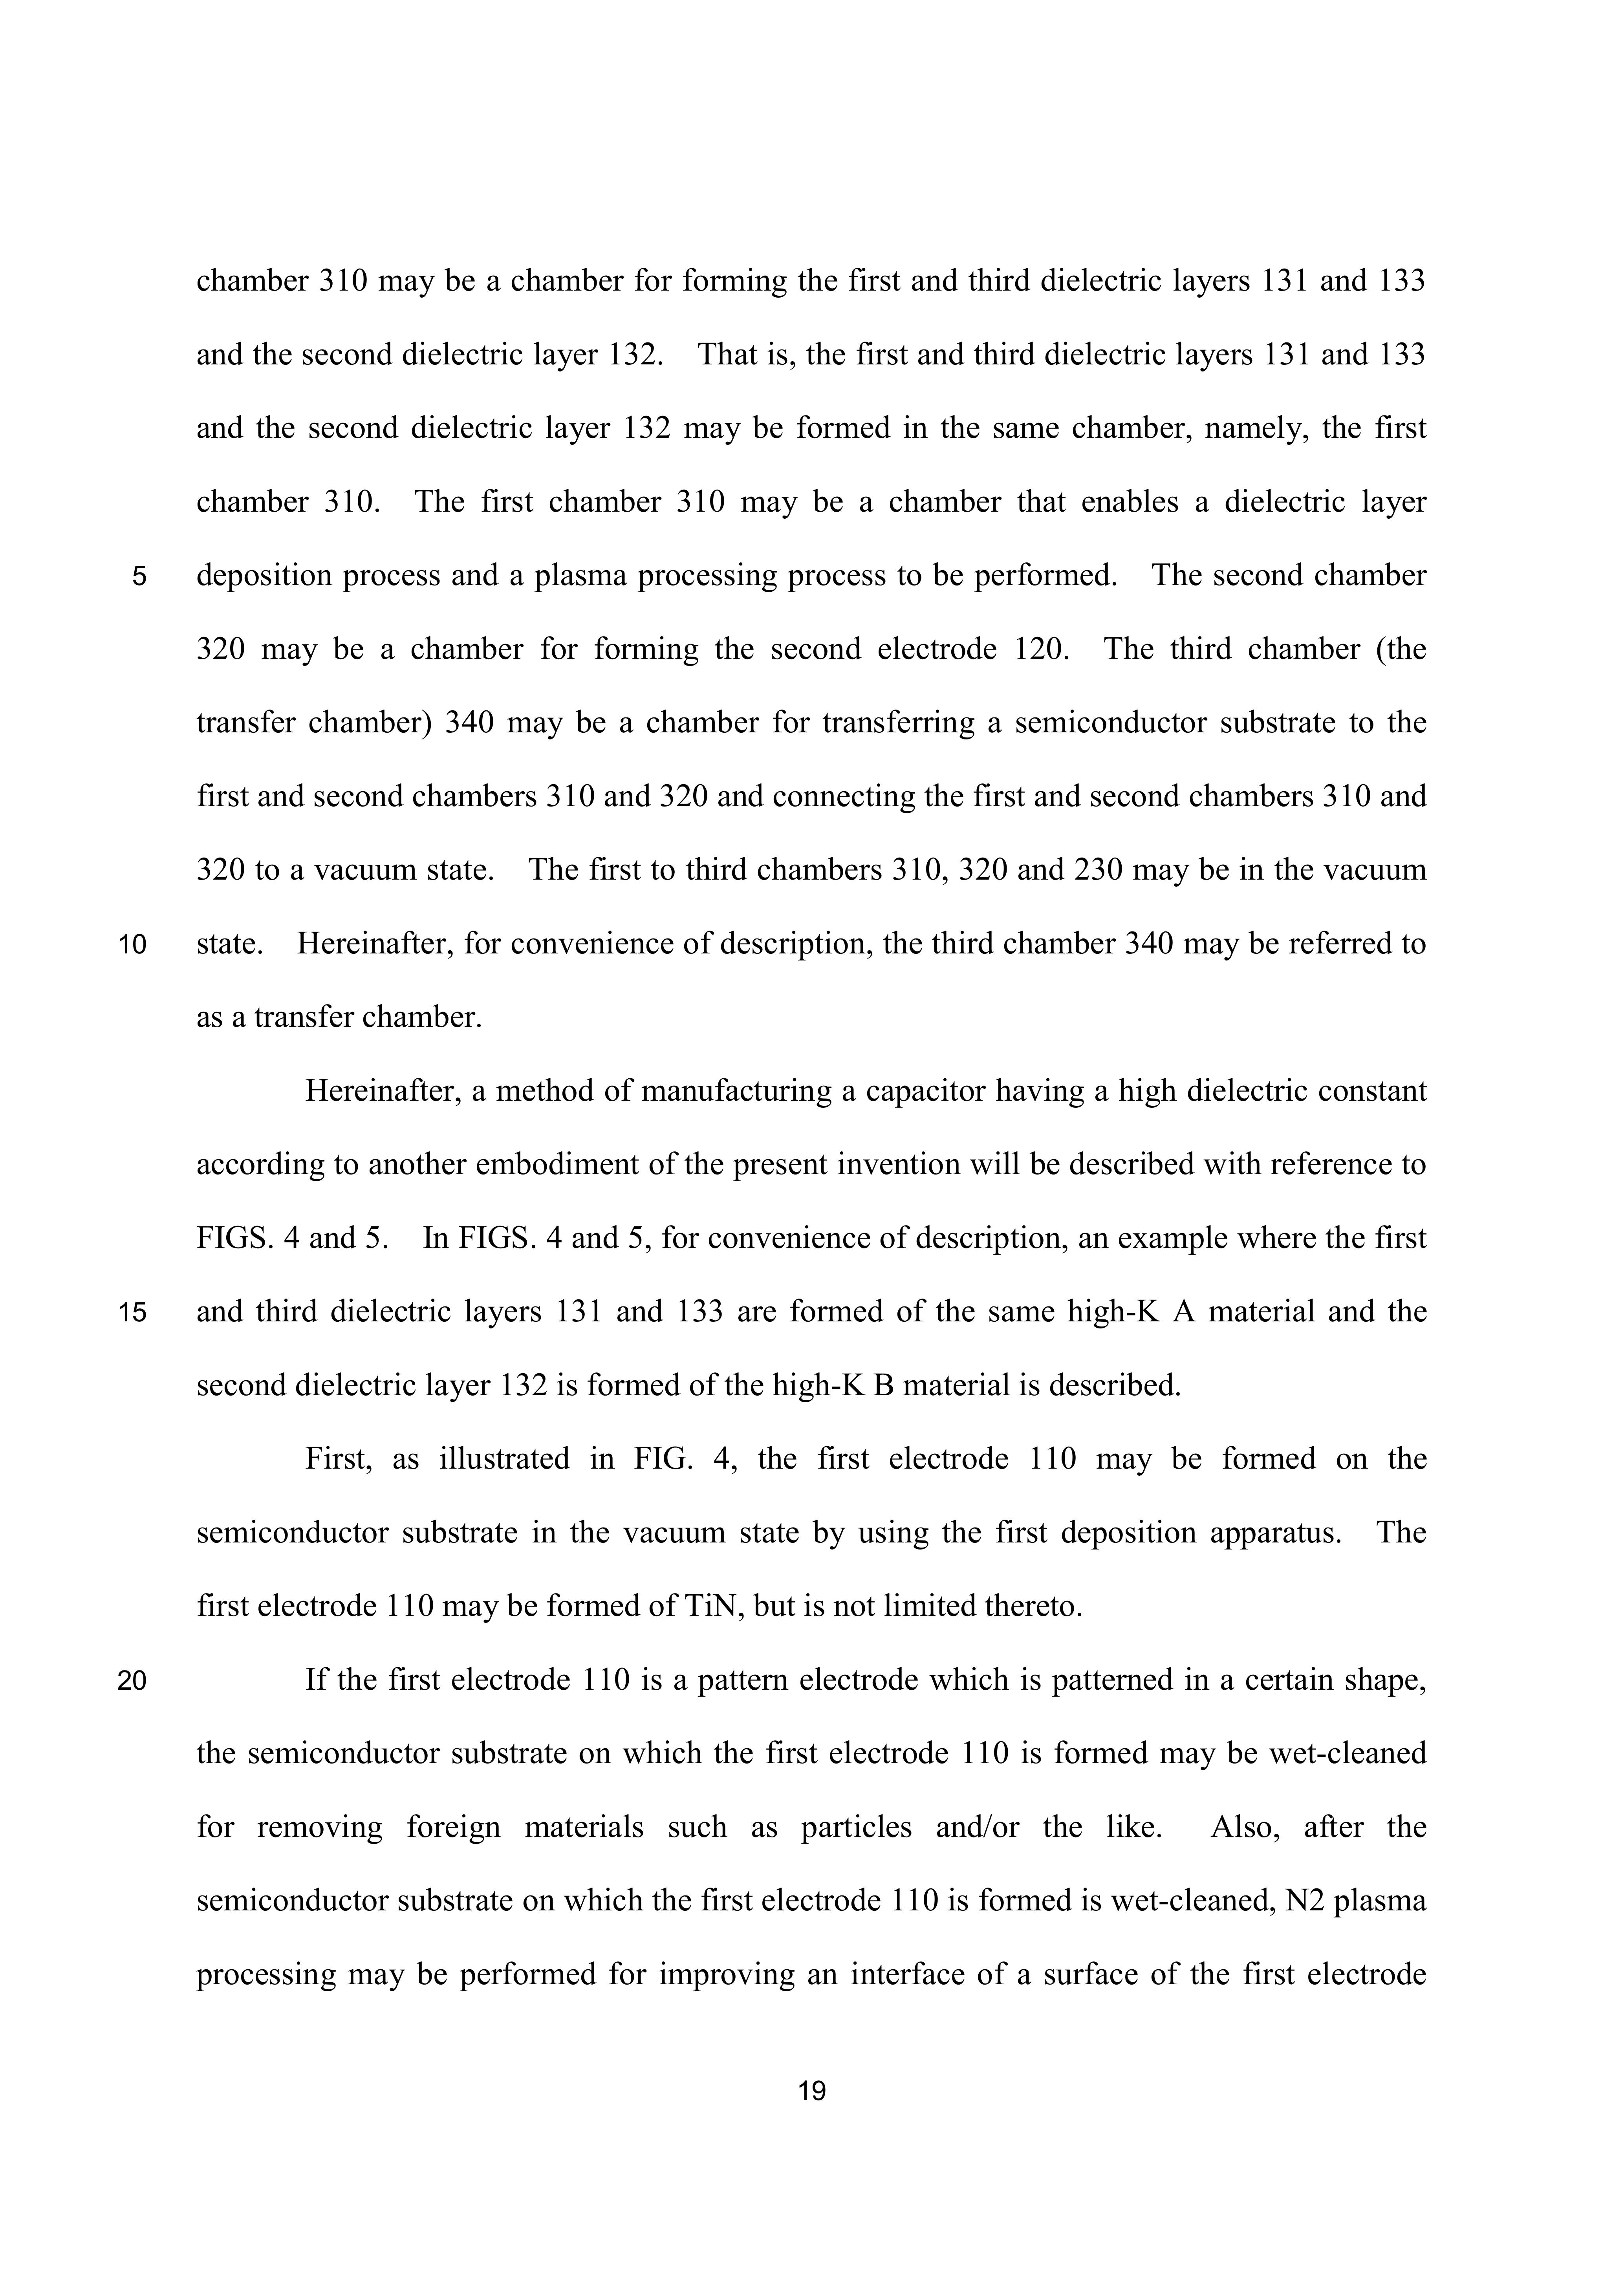 chamber 310 may be a chamber for forming the first and third dielectric layers 131 and 133
and the second dielectric layer 132. That is, the first and third dielectric layers 131 and 133
and the second dielectric layer 132 may be formed in the same chamber, namely, the first
chamber 310. The first chamber 310 may be a chamber that enables a dielectric layer
5 deposition process and a plasma processing process to be performed. The second chamber
320 may be a chamber for forming the second electrode 120. The third chamber (the
transfer chamber) 340 may be a chamber for transferring a semiconductor substrate to the
first and second chambers 310 and 320 and connecting the first and second chambers 310 and
320 to a vacuum state. The first to third chambers 310, 320 and 230 may be in the vacuum
10 state. Hereinafter, for convenience of description, the third chamber 340 may be referred to
as a transfer chamber.
Hereinafter, a method of manufacturing a capacitor having a high dielectric constant
according to another embodiment of the present invention will be described with reference to
FIGS. 4 and 5. In FIGS. 4 and 5, for convenience of description, an example where the first
15 and third dielectric layers 131 and 133 are formed of the same high-K A material and the
second dielectric layer 132 is formed of the high-K B material is described.
First, as illustrated in FIG. 4, the first electrode 110 may be formed on the
semiconductor substrate in the vacuum state by using the first deposition apparatus. The
first electrode 110 may be formed of TiN, but is not limited thereto.
20 If the first electrode 110 is a pattern electrode which is patterned in a certain shape,
the semiconductor substrate on which the first electrode 110 is formed may be wet-cleaned
for removing foreign materials such as particles and/or the like. Also, after the
semiconductor substrate on which the first electrode 110 is formed is wet-cleaned, N2 plasma
processing may be performed for improving an interface of a surface of the first electrode
19